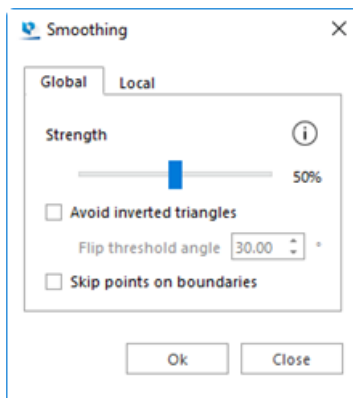 Smoothing
Global Local
Strength
50%
Avoid inverted triangles
Flip threshold angle 30.00 °
Skip points on boundaries
Ok Close